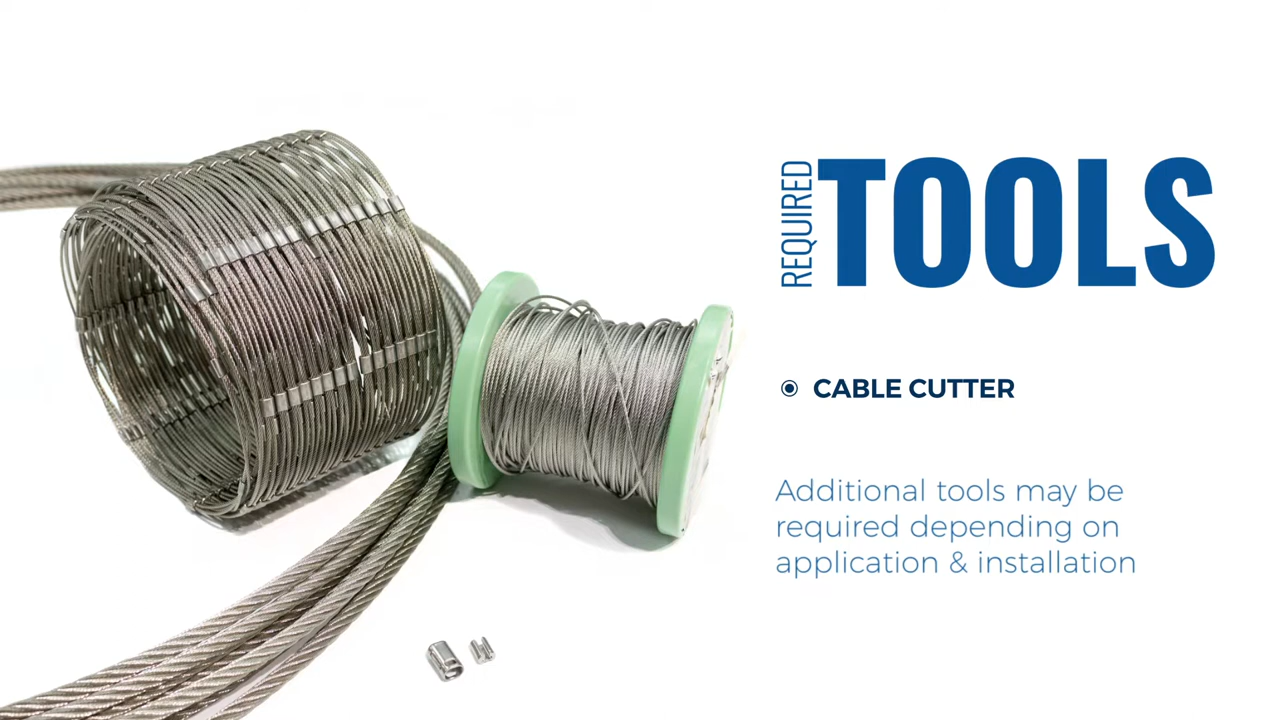 REQUIRED
TOOLS
CABLE CUTTER
Additional tools may be
required depending on
application & installation